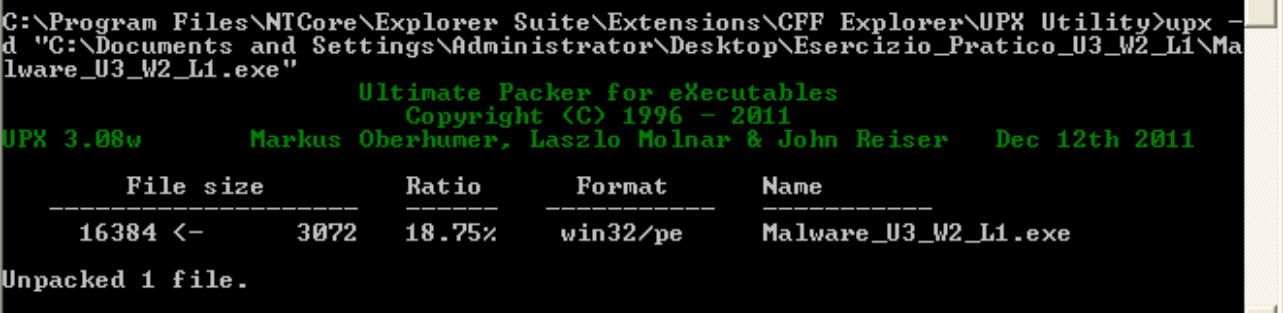 C:\Program Files\NTCore\Explorer Suite\Extensions\CFF Explorer\UPX Utility>upx -
d "C:\Documents and Settings\Administrator\Desktop\Esercizio_Pratico_U3_W2_L1\Ma
lware_U3_W2_L1.exe"
Ultimate Packer for eXecutables
Copyright (C) 1996 - 2011
UPX 3.08w Markus Oberhumer, Laszlo Molnar & John Reiser Dec 12th 2011
File size Ratio Format Name
-------------------- ------ ----------- -----------
16384 <- 3072 18.75% win32/pe Malware_U3_W2_L1.exe
Unpacked 1 file.